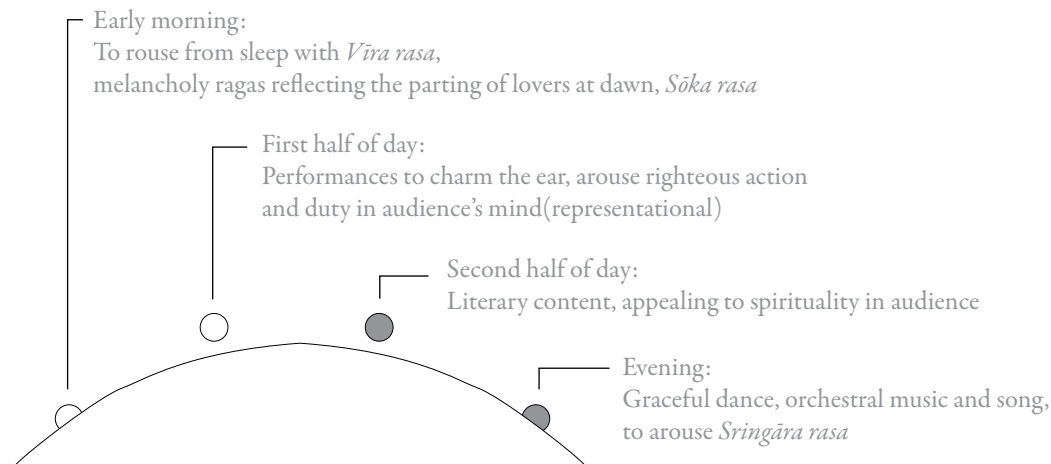 Early morning:
To rouse from sleep with Vīra rasa,
melancholy ragas reflecting the parting of lovers at dawn, Sōka rasa
First half of day:
Performances to charm the ear, arouse righteous action
and duty in audience's mind(representational)
Second half of day:
Literary content, appealing to spirituality in audience
Evening:
Graceful dance, orchestral music and song,
to arouse Sringāra rasa